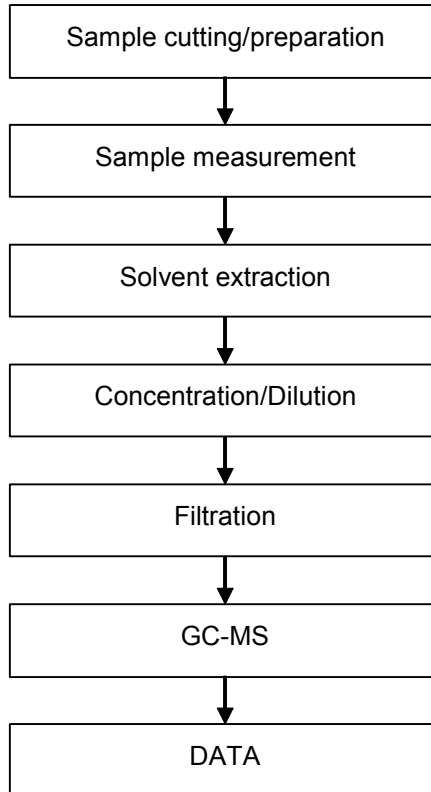 Sample cutting/preparation
Sample measurement
Solvent extraction
Concentration/Dilution
Filtration
GC-MS
DATA